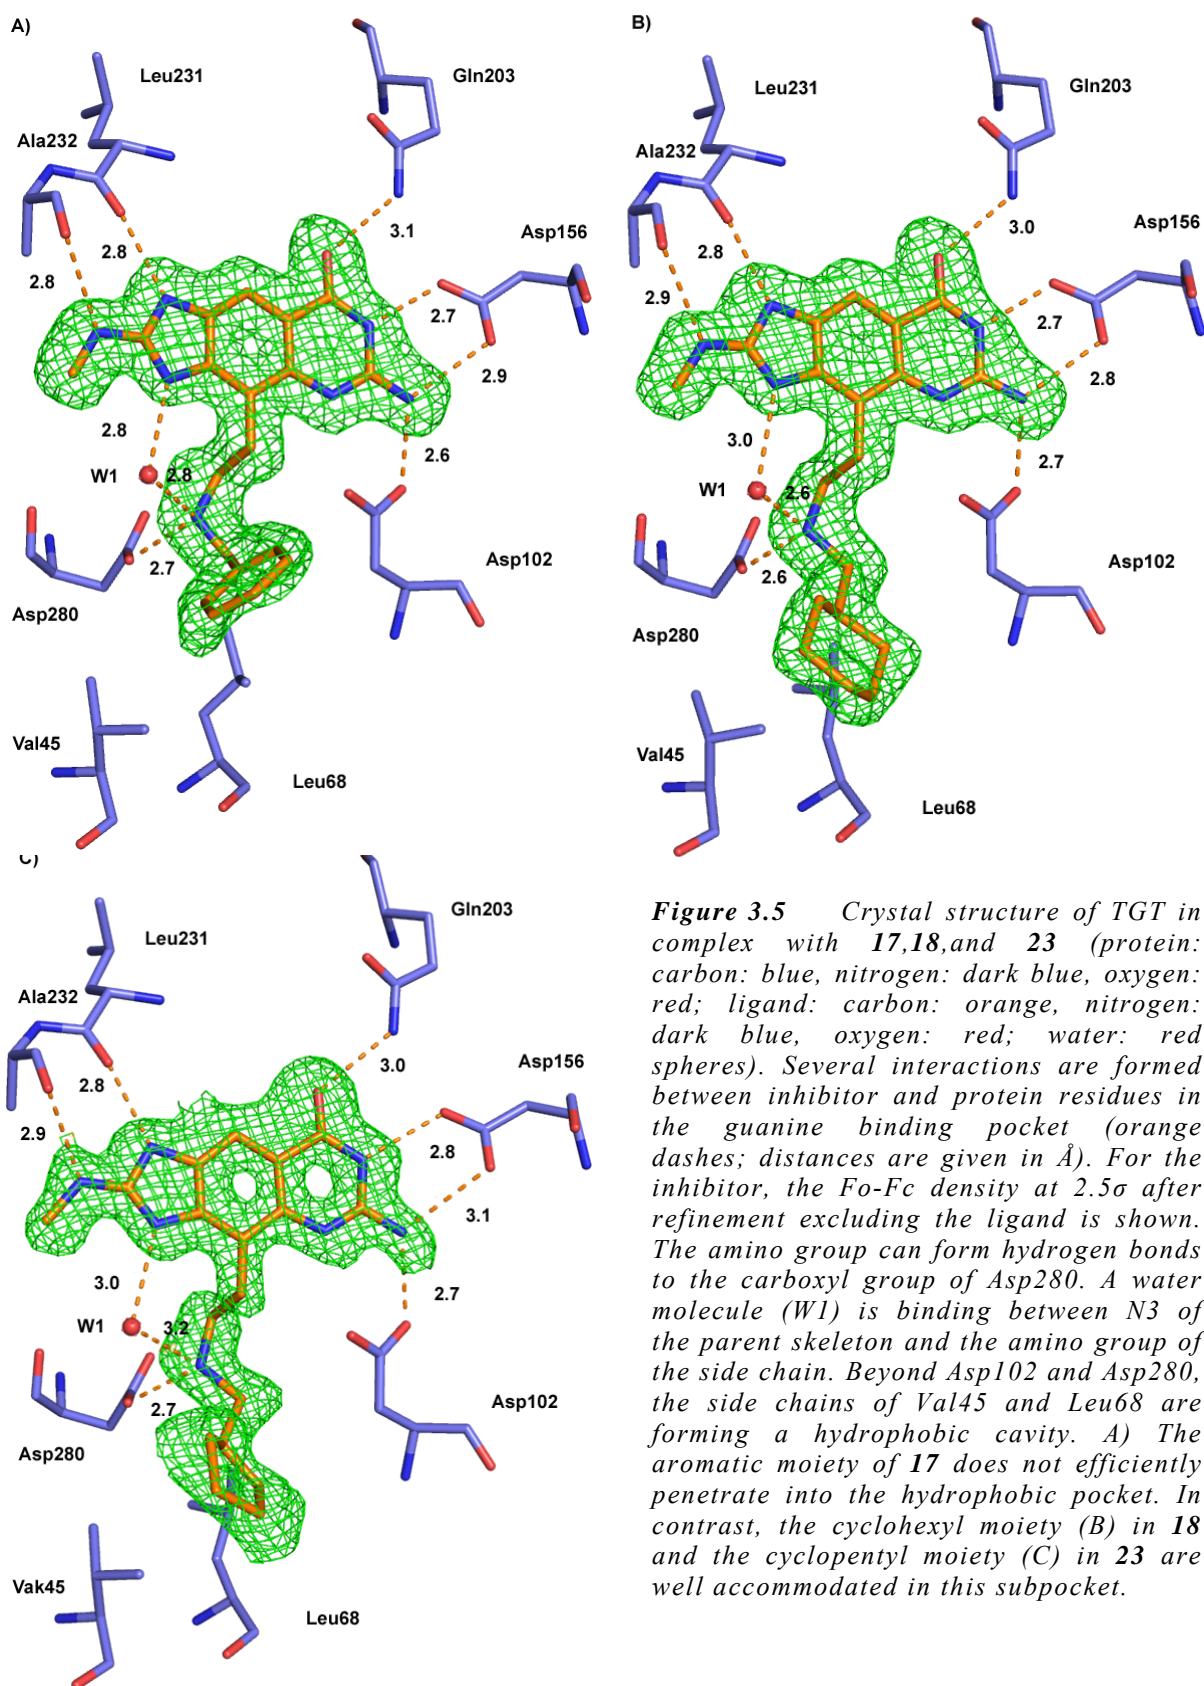 A)
Leu231
Gln203
Ala232
2.8
2.8
3.1
Asp156
2.7
2.9
2.8
W1
2.8
2.6
2.7
Asp280
Asp102
Val45
Leu68
B)
Leu231
Gln203
Ala232
2.8
2.9
3.0
Asp156
2.7
2.8
3.0
W1
2.6
2.7
2.6
Asp280
Asp102
Val45
Leu68
C)
Leu231
Gln203
Ala232
2.8
2.9
3.0
Asp156
2.8
3.1
3.0
W1
3.2
2.7
2.7
Asp280
Asp102
Vak45
Leu68
Figure 3.5 Crystal structure of TGT in
complex with 17,18,and 23 (protein:
carbon: blue, nitrogen: dark blue, oxygen:
red; ligand: carbon: orange, nitrogen:
dark blue, oxygen: red; water: red
spheres). Several interactions are formed
between inhibitor and protein residues in
the guanine binding pocket (orange
dashes; distances are given in Å). For the
inhibitor, the Fo-Fc density at 2.5σ after
refinement excluding the ligand is shown.
The amino group can form hydrogen bonds
to the carboxyl group of Asp280. A water
molecule (W1) is binding between N3 of
the parent skeleton and the amino group of
the side chain. Beyond Asp102 and Asp280,
the side chains of Val45 and Leu68 are
forming a hydrophobic cavity. A) The
aromatic moiety of 17 does not efficiently
penetrate into the hydrophobic pocket. In
contrast, the cyclohexyl moiety (B) in 18
and the cyclopentyl moiety (C) in 23 are
well accommodated in this subpocket.